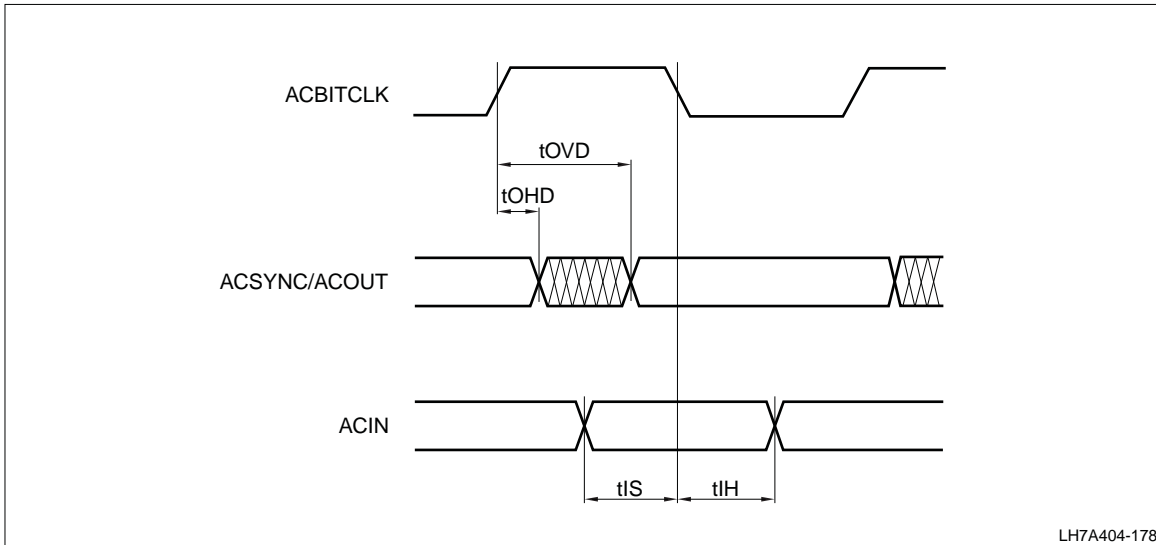 ACBITCLK
tOVD
tOHD
ACSYNC/ACOUT
ACIN
tIS
tIH
LH7A404-178